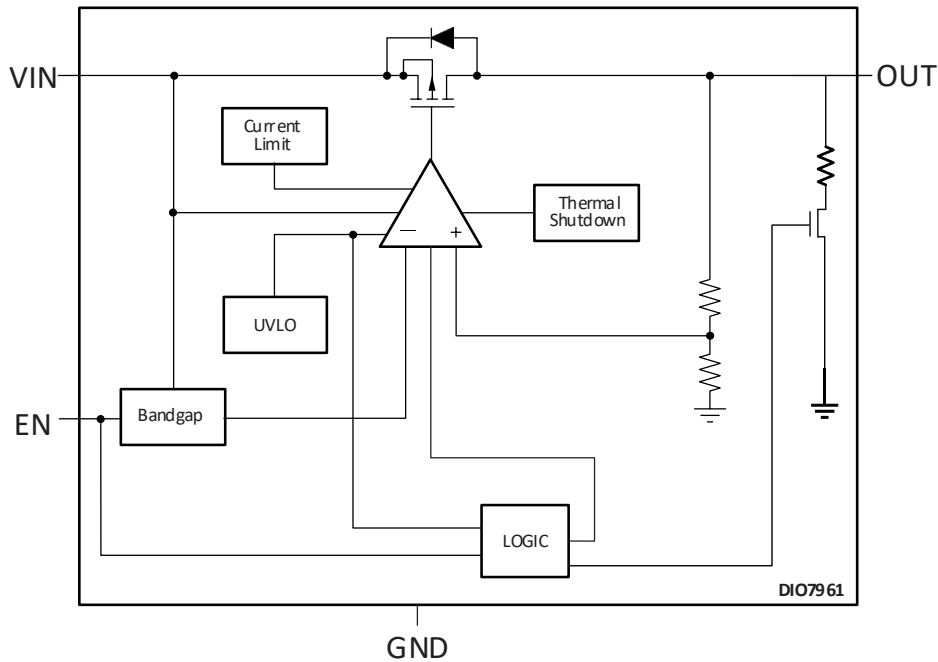 VIN
OUT
Current
Limit
Thermal
Shutdown
—
+
UVLO
EN
Bandgap
LOGIC
DIO7961
GND